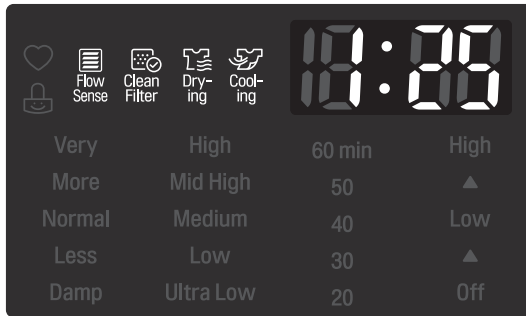 1:25
Flow Sense
Clean Filter
Dry-ing
Cool-ing
Very High 60 min High
More Mid High 50 ▲
Normal Medium 40 Low
Less Low 30 ▲
Damp Ultra Low 20 Off